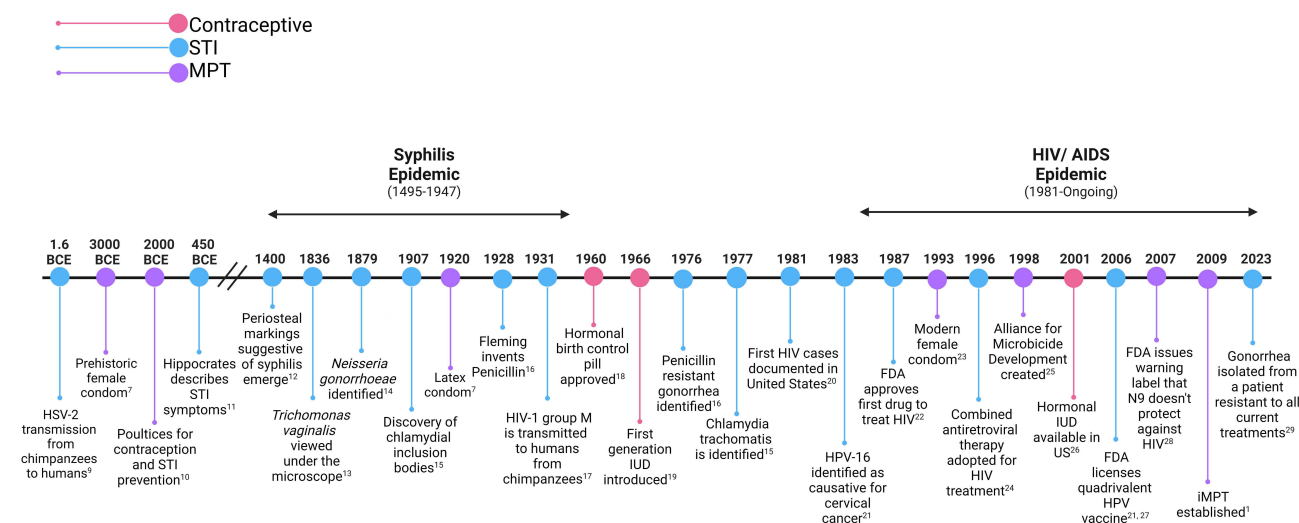 Contraceptive
STI
MPT
Syphilis
Epidemic
(1495-1947)
HIV/ AIDS
Epidemic
(1981-Ongoing)
1.6
BCE
3000
BCE
2000
BCE
450
BCE
1400
1836
1879
1907
1920
1928
1931
1960
1966
1976
1977
1981
1983
1987
1993
1996
1998
2001
2006
2007
2009
2023
HSV-2
transmission
from
chimpanzees
to humans9
Prehistoric
female
condom7
Poultices for
contraception
and STI
prevention10
Hippocrates
describes
STI
symptoms11
Periosteal
markings
suggestive
of syphilis
emerge12
Trichomonas
vaginalis
viewed
under the
microscope13
Neisseria
gonorrhoeae
identified14
Discovery of
chlamydial
inclusion
bodies15
Latex
condom7
Fleming
invents
Penicillin16
HIV-1 group M
is transmitted
to humans
from
chimpanzees17
Hormonal
birth control
pill
approved18
First
generation
IUD
introduced19
Penicillin
resistant
gonorrhea
identified16
Chlamydia
trachomatis
is identified15
First HIV cases
documented in
United States20
HPV-16
identified as
causative for
cervical
cancer21
FDA
approves
first drug to
treat HIV22
Modern
female
condom23
Combined
antiretroviral
therapy
adopted for
HIV
treatment24
Alliance for
Microbicide
Development
created25
Hormonal
IUD
available in
US26
FDA
licenses
quadrivalent
HPV
vaccine21, 27
FDA issues
warning
label that
N9 doesn't
protect
against
HIV28
iMPT
established1
Gonorrhea
isolated from
a patient
resistant to all
current
treatments29